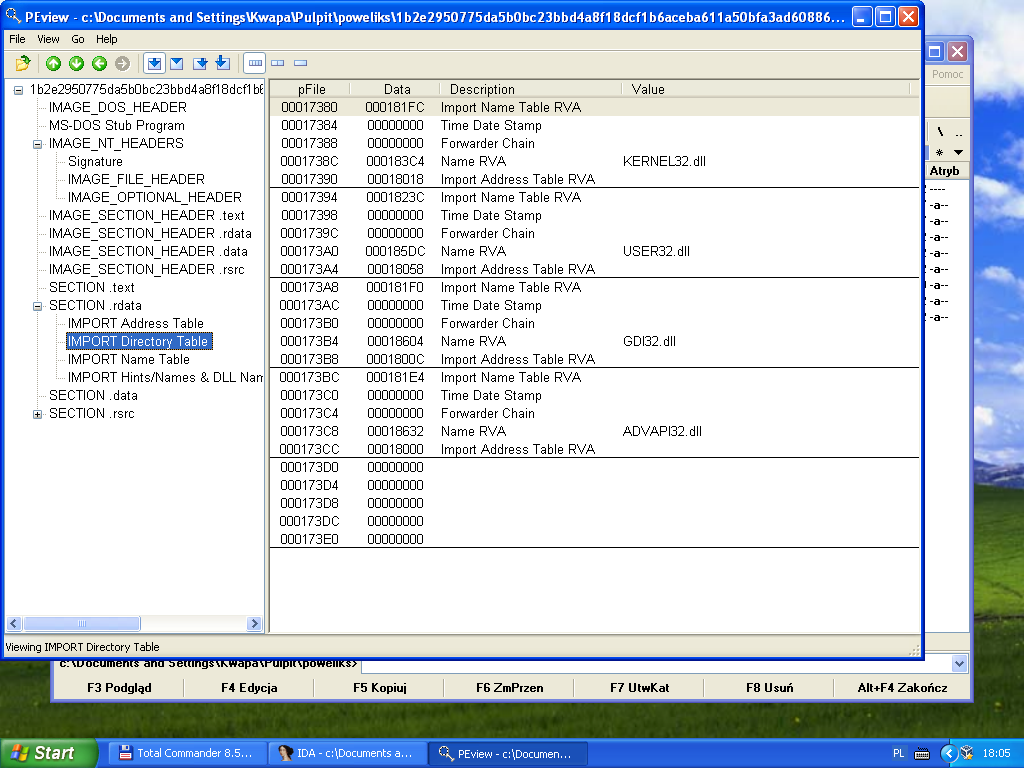 PEview - c:\Documents and Settings\Kwapa\Pulpit\poweliks\1b2e2950775da5b0bc23bbd4a8f18dcf1b6aceba611a50bfa3ad60886...
File View Go Help
Pomoc
\ ..
* 
Atryb
----
-a--
-a--
-a--
-a--
-a--
-a--
-a--
-a--
1b2e2950775da5b0bc23bbd4a8f18dcf1b6
IMAGE_DOS_HEADER
MS-DOS Stub Program
IMAGE_NT_HEADERS
Signature
IMAGE_FILE_HEADER
IMAGE_OPTIONAL_HEADER
IMAGE_SECTION_HEADER .text
IMAGE_SECTION_HEADER .rdata
IMAGE_SECTION_HEADER .data
IMAGE_SECTION_HEADER .rsrc
SECTION .text
SECTION .rdata
IMPORT Address Table
IMPORT Directory Table
IMPORT Name Table
IMPORT Hints/Names & DLL Nam
SECTION .data
SECTION .rsrc
pFile Data Description Value
00017380 000181FC Import Name Table RVA
00017384 00000000 Time Date Stamp
00017388 00000000 Forwarder Chain
0001738C 000183C4 Name RVA KERNEL32.dll
00017390 00018018 Import Address Table RVA
00017394 0001823C Import Name Table RVA
00017398 00000000 Time Date Stamp
0001739C 00000000 Forwarder Chain
000173A0 000185DC Name RVA USER32.dll
000173A4 00018058 Import Address Table RVA
000173A8 000181F0 Import Name Table RVA
000173AC 00000000 Time Date Stamp
000173B0 00000000 Forwarder Chain
000173B4 00018604 Name RVA GDI32.dll
000173B8 0001800C Import Address Table RVA
000173BC 000181E4 Import Name Table RVA
000173C0 00000000 Time Date Stamp
000173C4 00000000 Forwarder Chain
000173C8 00018632 Name RVA ADVAPI32.dll
000173CC 00018000 Import Address Table RVA
000173D0 00000000
000173D4 00000000
000173D8 00000000
000173DC 00000000
000173E0 00000000
Viewing IMPORT Directory Table
c:\Documents and Settings\Kwapa\Pulpit\poweliks>
F3 Podgląd F4 Edycja F5 Kopiuj F6 ZmPrzen F7 UtwKat F8 Usuń Alt+F4 Zakończ
Start Total Commander 8.5... IDA - c:\Documents a... PEview - c:\Documen... PL 18:05